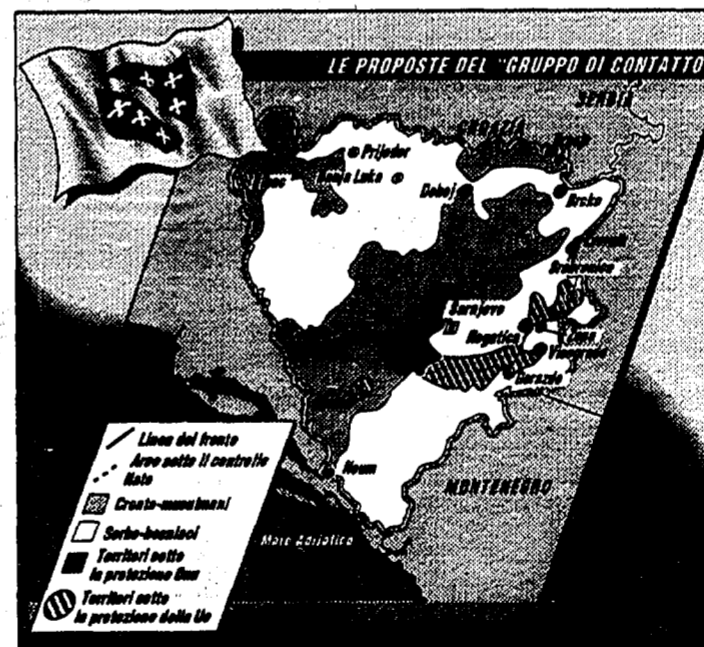 LE PROPOSTE DEL "GRUPPO DI CONTATTO
SERBIA
CROAZIA
Prijedor
Banja Luka
Doboj
Brcko
Srebrenica
Sarajevo
Rogatica
Zepa
Visegrado
Gorazde
Neum
MONTENEGRO
Mare Adriatico
Linea del fronte
Aree sotto il controllo
Nato
Croato-musulmani
Serbo-bosniaci
Territori sotto
la protezione Onu
Territori sotto
la protezione della Ue